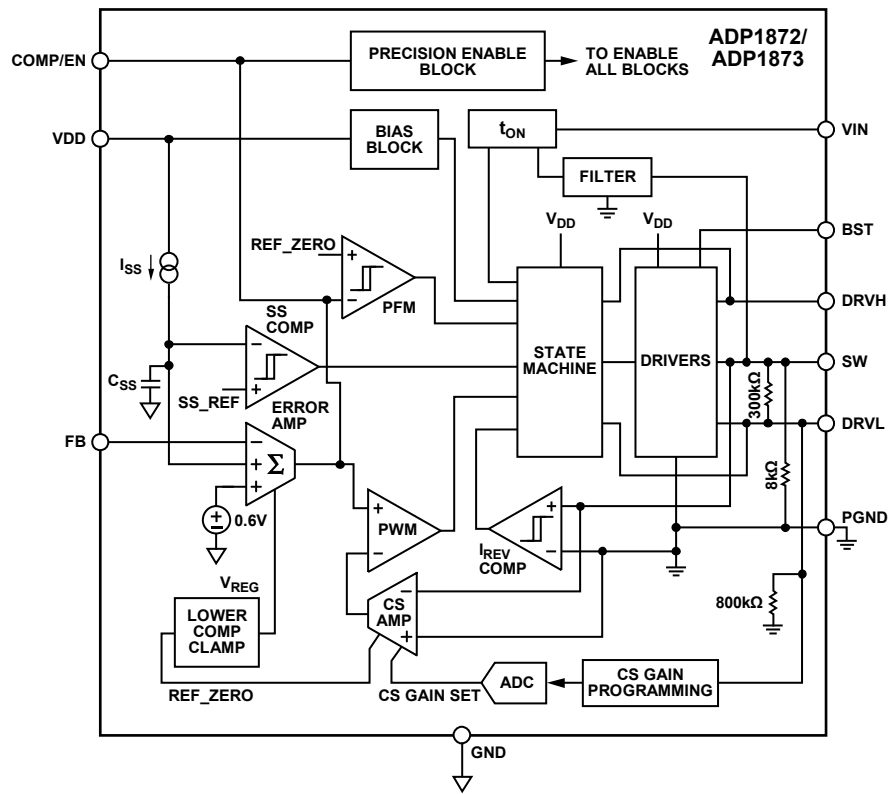 ADP1872/
ADP1873
COMP/EN
PRECISION ENABLE
BLOCK
TO ENABLE
ALL BLOCKS
VDD
BIAS
BLOCK
tON
VIN
FILTER
VDD
VDD
BST
REF_ZERO
ISS
PFM
DRVH
SS
COMP
STATE
MACHINE
DRIVERS
SW
CSS
SS_REF
300kΩ
ERROR
AMP
DRVL
FB
Σ
8kΩ
0.6V
PWM
IREV
COMP
PGND
VREG
LOWER
COMP
CLAMP
CS
AMP
800kΩ
REF_ZERO
CS GAIN SET
ADC
CS GAIN
PROGRAMMING
GND